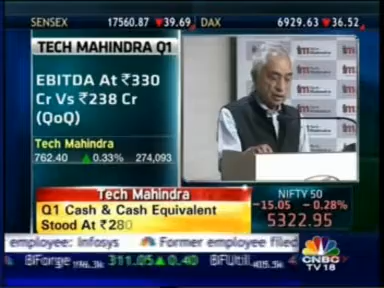 SENSEX 17560.87 ▼39.69 DAX 6929.63 ▼36.52
TECH MAHINDRA Q1
EBITDA At ₹330
Cr Vs ₹238 Cr
(QoQ)
Tech Mahindra
762.40 ▲0.33% 274,093
Tech Mahindra
Q1 Cash & Cash Equivalent
Stood At ₹280
NIFTY 50
-15.05 -0.28%
5322.95
employee: Infosys Former employee filed
BForge 311.05▲0.40 BFUtil
CNBC
TV 18